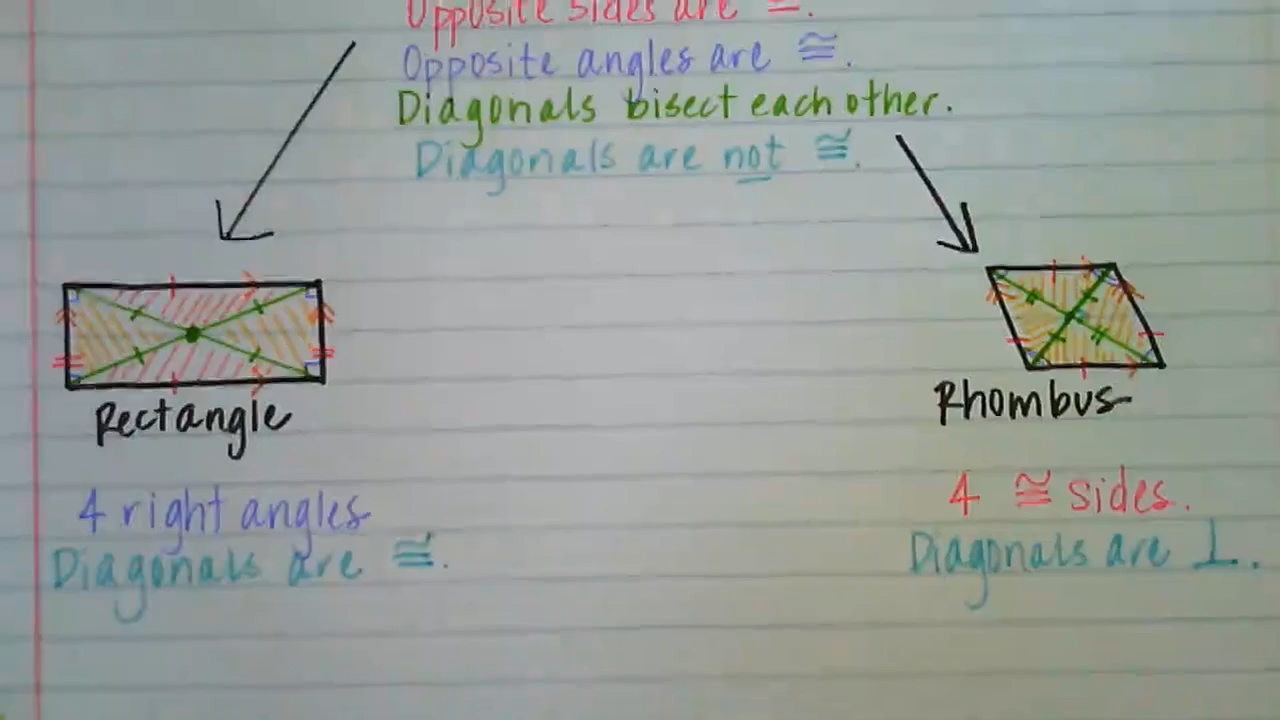 Opposite sides are ≅.
Opposite angles are ≅.
Diagonals bisect each other.
Diagonals are not ≅.
Rectangle
Rhombus
4 right angles
Diagonals are ≅.
4 ≅ sides.
Diagonals are ⊥.